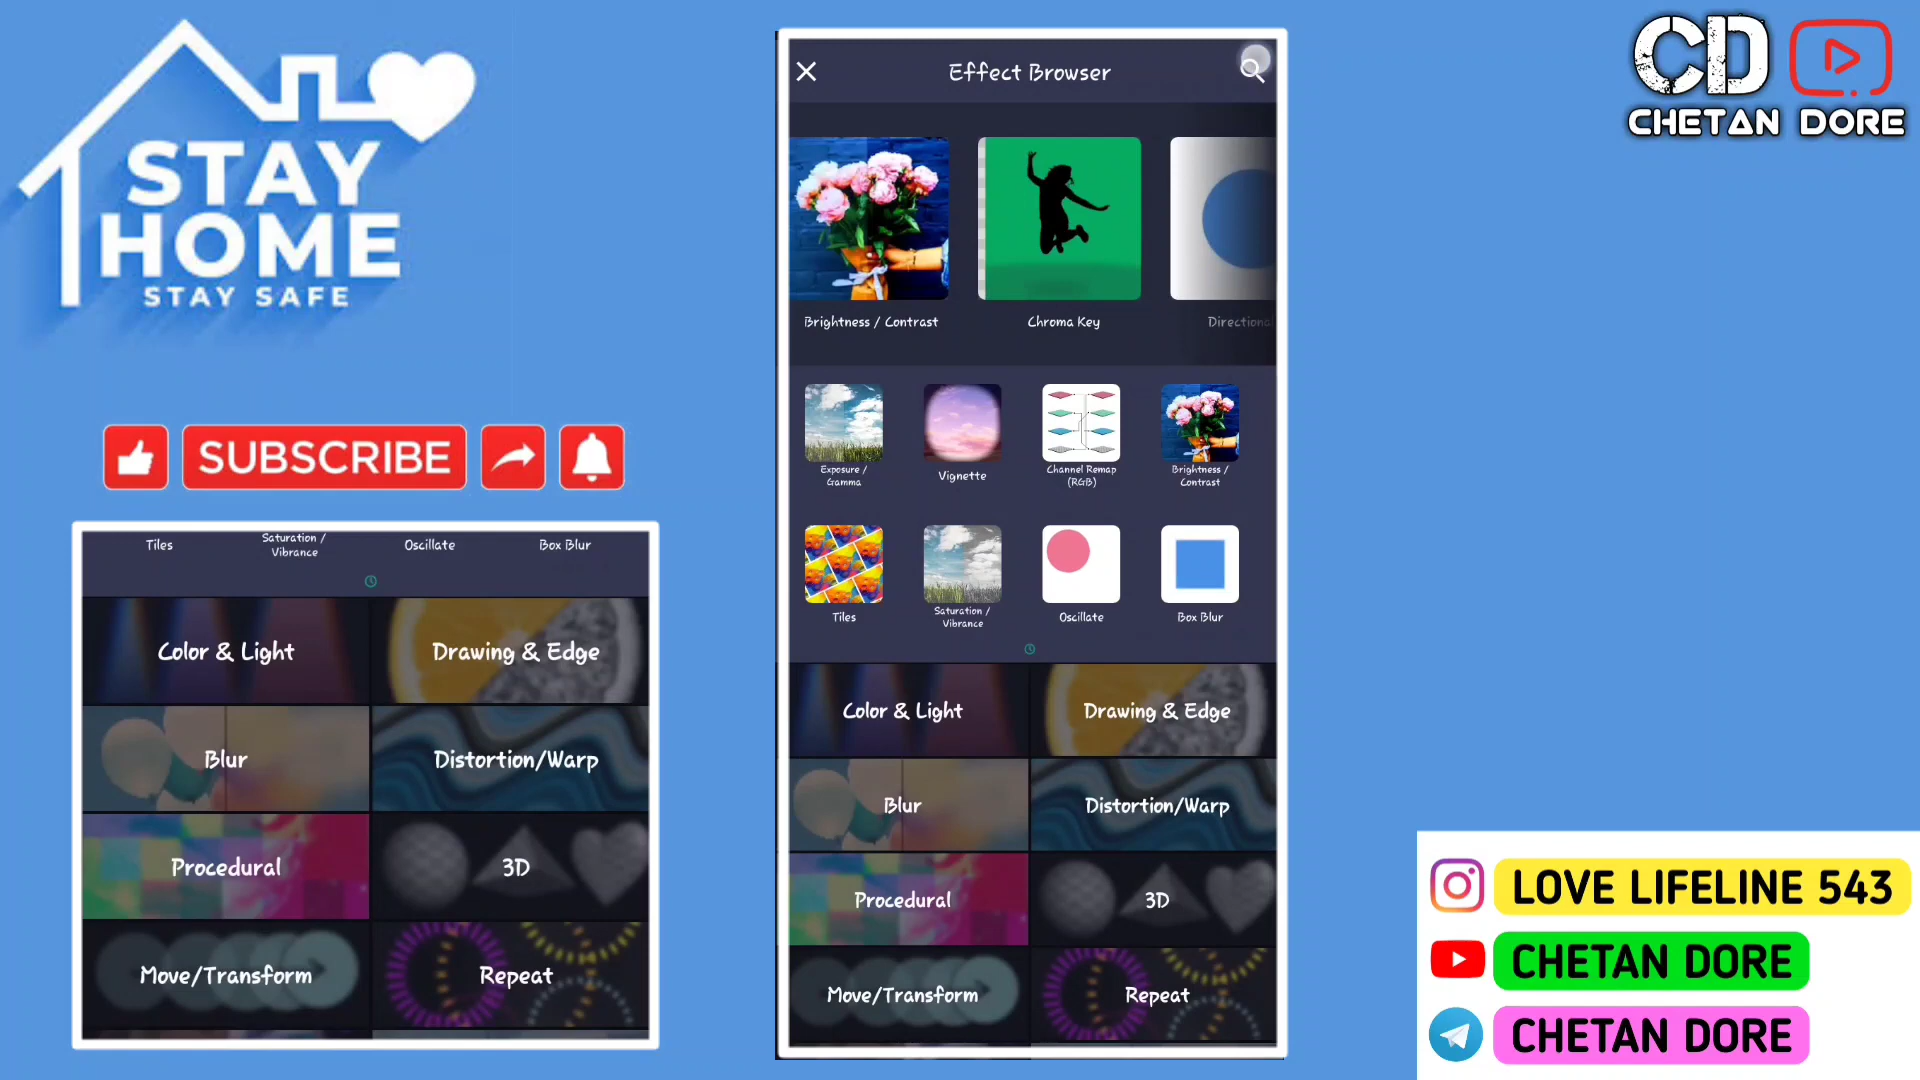 STAY
HOME
STAY SAFE
SUBSCRIBE
Tiles
Saturation /
Vibrance
Oscillate
Box Blur
Color & Light
Drawing & Edge
Blur
Distortion/Warp
Procedural
3D
Move/Transform
Repeat
Effect Browser
Brightness / Contrast
Chroma Key
Directional
Exposure /
Gamma
Vignette
Channel Remap
(RGB)
Brightness /
Contrast
Tiles
Saturation /
Vibrance
Oscillate
Box Blur
Color & Light
Drawing & Edge
Blur
Distortion/Warp
Procedural
3D
Move/Transform
Repeat
CD
CHETAN DORE
LOVE LIFELINE 543
CHETAN DORE
CHETAN DORE